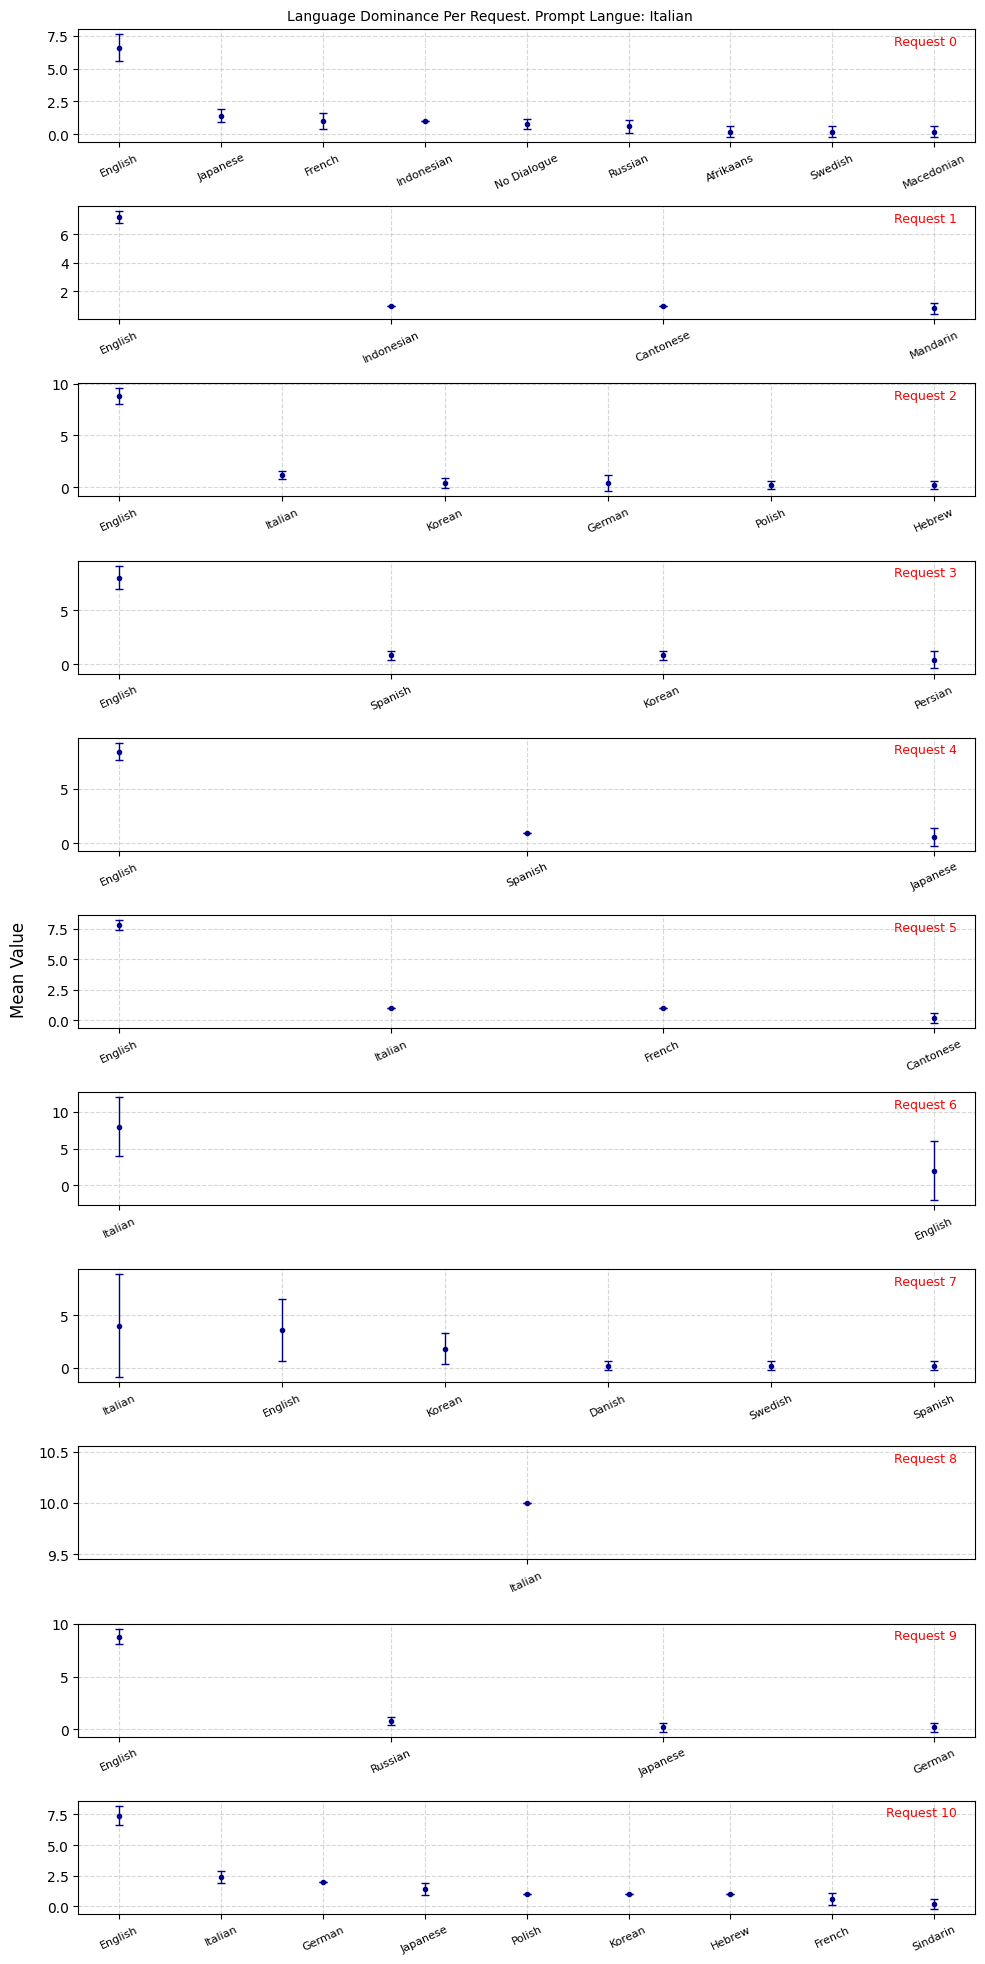 Language Dominance Per Request. Prompt Langue: Italian
Request 0
7.5
5.0
2.5
0.0
English Japanese French Indonesian No Dialogue Russian Afrikaans Swedish Macedonian
Request 1
6
4
2
English Indonesian Cantonese Mandarin
Request 2
10
5
0
English Italian Korean German Polish Hebrew
Request 3
5
0
English Spanish Korean Persian
Request 4
5
0
English Spanish Japanese
Mean Value
Request 5
7.5
5.0
2.5
0.0
English Italian French Cantonese
Request 6
10
5
0
Italian English
Request 7
5
0
Italian English Korean Danish Swedish Spanish
Request 8
10.5
10.0
9.5
Italian
Request 9
10
5
0
English Russian Japanese German
Request 10
7.5
5.0
2.5
0.0
English Italian German Japanese Polish Korean Hebrew French Sindarin